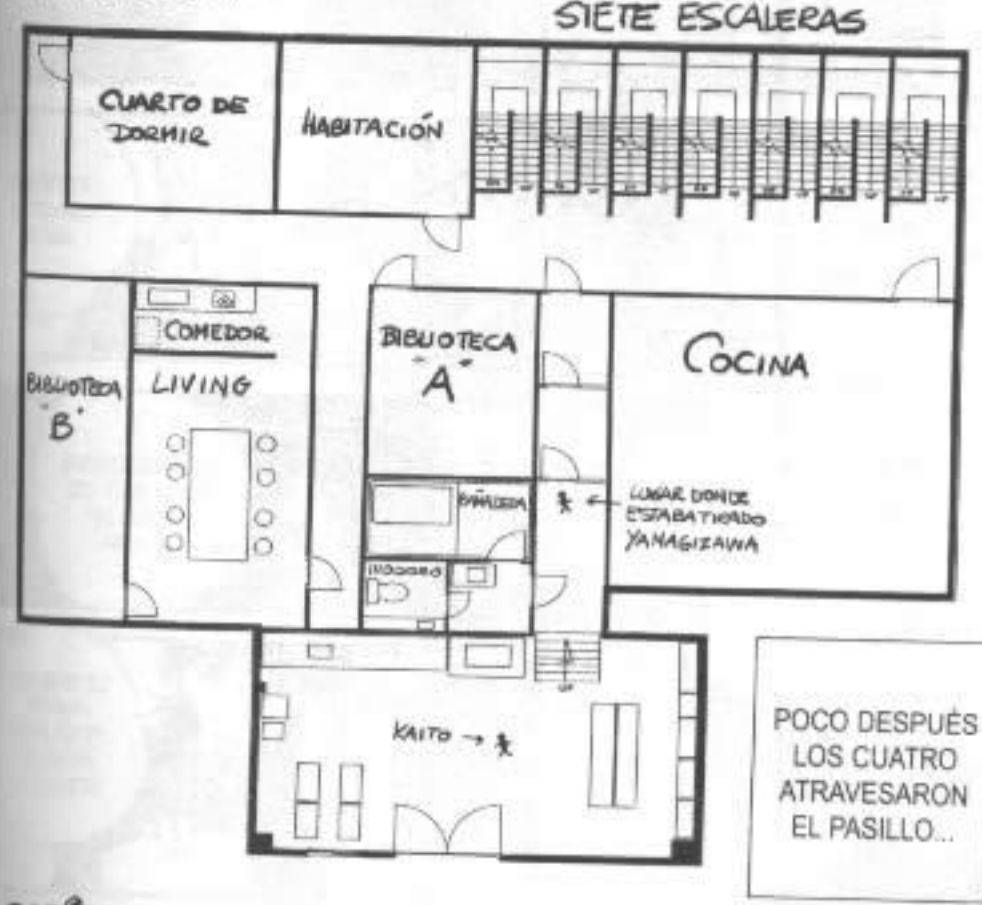 SIETE ESCALERAS
CUARTO DE
DORMIR
HABITACIÓN
COMEDOR
LIVING
BIBLIOTECA
"B"
BIBLIOTECA
"A"
COCINA
BAÑADERA
INODORO
LUGAR DONDE
ESTABA TIRADO
YANAGIZAWA
KAITO →
POCO DESPUÉS
LOS CUATRO
ATRAVESARON
EL PASILLO...